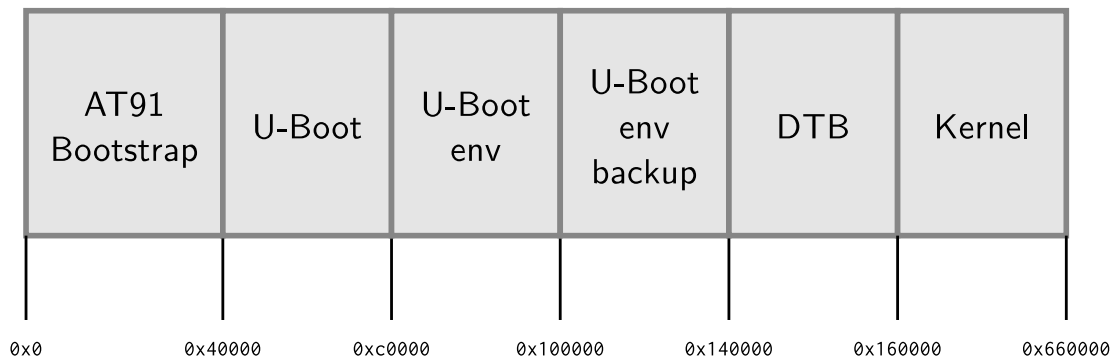 AT91
Bootstrap
U-Boot
U-Boot
env
U-Boot
env
backup
DTB
Kernel
0x0
0x40000
0xc0000
0x100000
0x140000
0x160000
0x660000